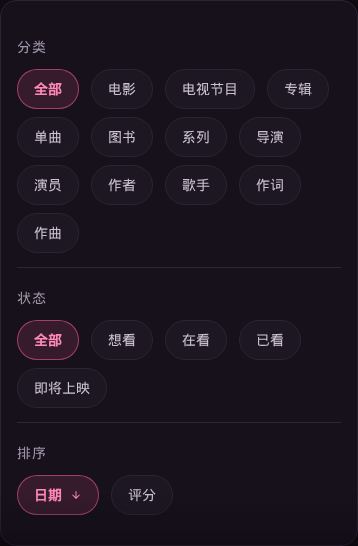 分类
全部 电影 电视节目 专辑
单曲 图书 系列 导演
演员 作者 歌手 作词
作曲
状态
全部 想看 在看 已看
即将上映
排序
日期 ↓ 评分